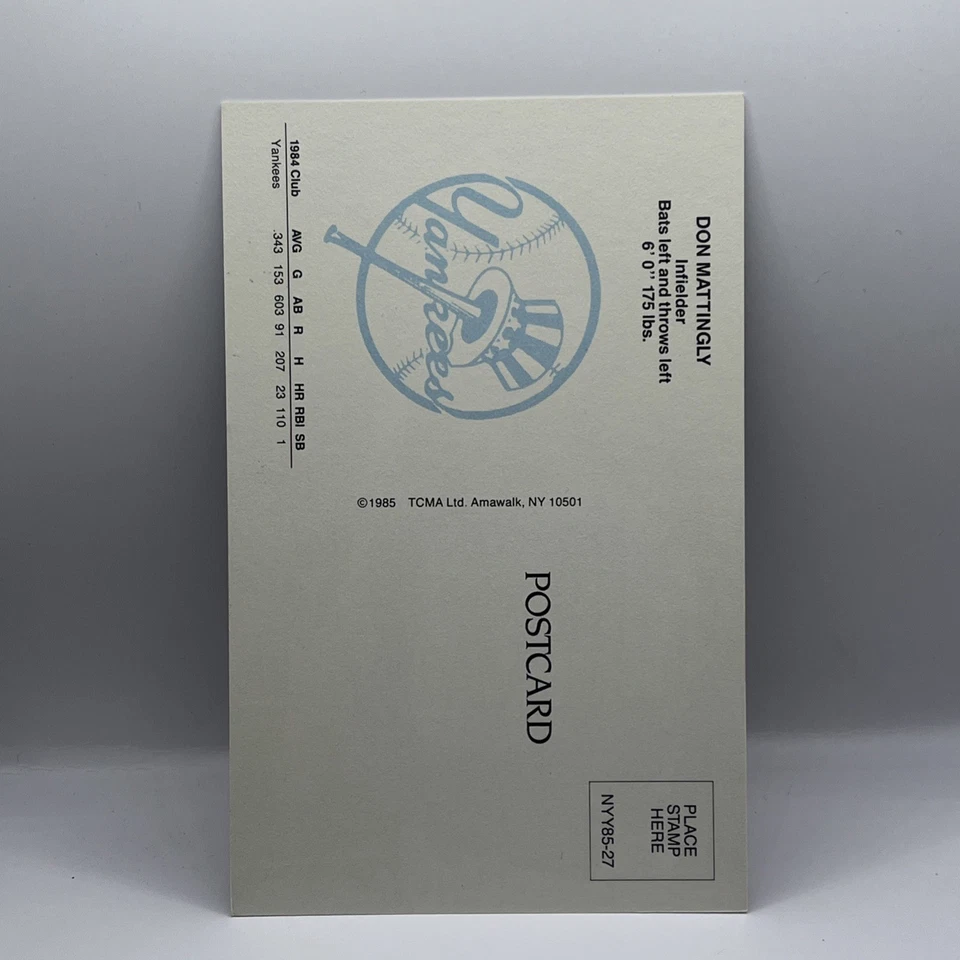 DON MATTINGLY
Infielder
Bats left and throws left
6' 0'' 175 lbs.
Yankees
1984 Club AVG G AB R H HR RBI SB
Yankees .343 153 603 91 207 23 110 1
©1985 TCMA Ltd. Amawalk, NY 10501
POSTCARD
PLACE
STAMP
HERE
NYY85-27